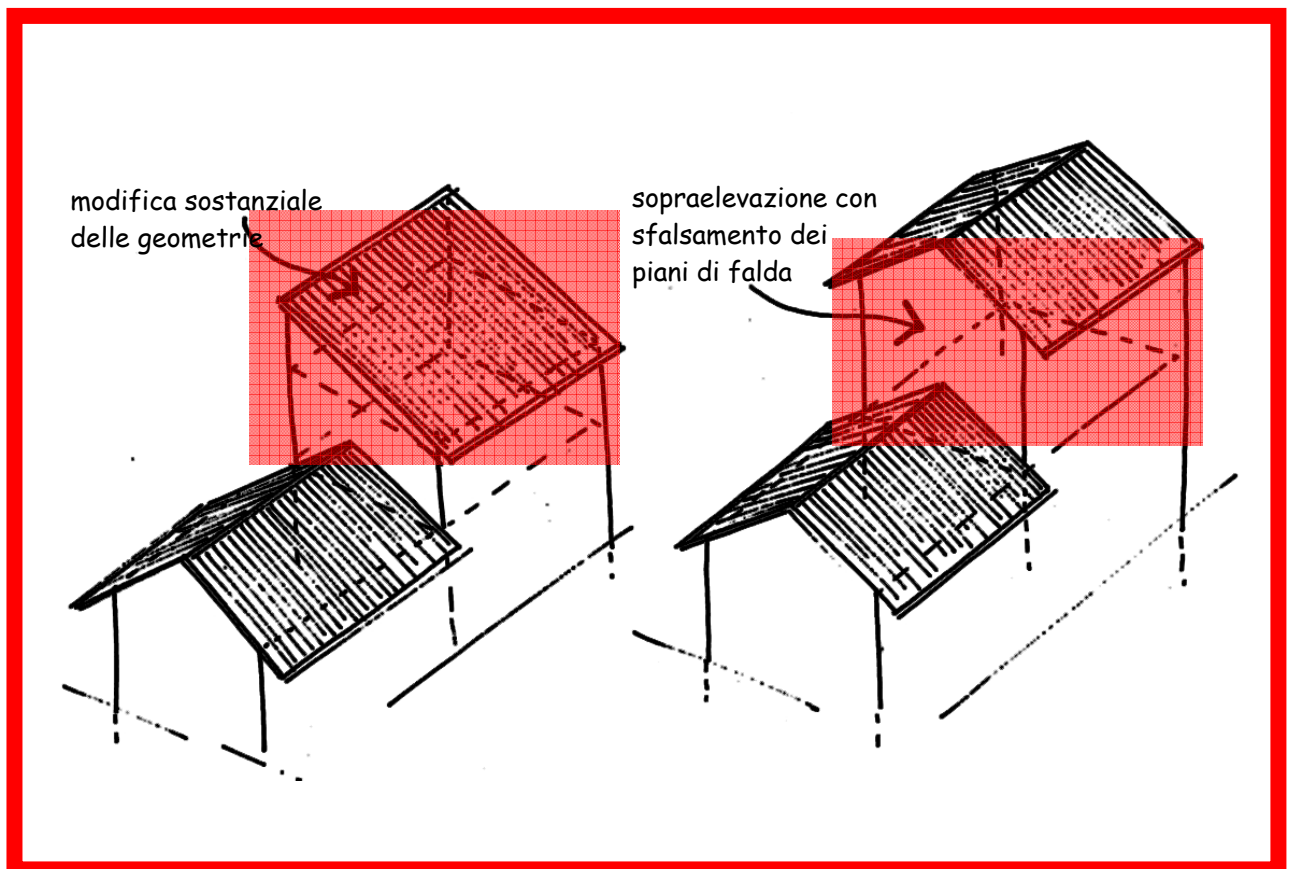 modifica sostanziale
delle geometrie
sopraelevazione con
sfalsamento dei
piani di falda